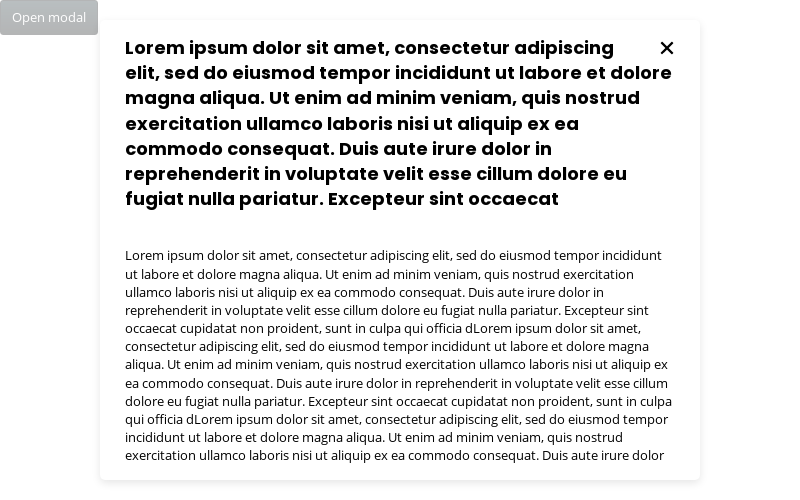 Open modal
Lorem ipsum dolor sit amet, consectetur adipiscing
elit, sed do eiusmod tempor incididunt ut labore et dolore
magna aliqua. Ut enim ad minim veniam, quis nostrud
exercitation ullamco laboris nisi ut aliquip ex ea
commodo consequat. Duis aute irure dolor in
reprehenderit in voluptate velit esse cillum dolore eu
fugiat nulla pariatur. Excepteur sint occaecat
Lorem ipsum dolor sit amet, consectetur adipiscing elit, sed do eiusmod tempor incididunt
ut labore et dolore magna aliqua. Ut enim ad minim veniam, quis nostrud exercitation
ullamco laboris nisi ut aliquip ex ea commodo consequat. Duis aute irure dolor in
reprehenderit in voluptate velit esse cillum dolore eu fugiat nulla pariatur. Excepteur sint
occaecat cupidatat non proident, sunt in culpa qui officia dLorem ipsum dolor sit amet,
consectetur adipiscing elit, sed do eiusmod tempor incididunt ut labore et dolore magna
aliqua. Ut enim ad minim veniam, quis nostrud exercitation ullamco laboris nisi ut aliquip ex
ea commodo consequat. Duis aute irure dolor in reprehenderit in voluptate velit esse cillum
dolore eu fugiat nulla pariatur. Excepteur sint occaecat cupidatat non proident, sunt in culpa
qui officia dLorem ipsum dolor sit amet, consectetur adipiscing elit, sed do eiusmod tempor
incididunt ut labore et dolore magna aliqua. Ut enim ad minim veniam, quis nostrud
exercitation ullamco laboris nisi ut aliquip ex ea commodo consequat. Duis aute irure dolor